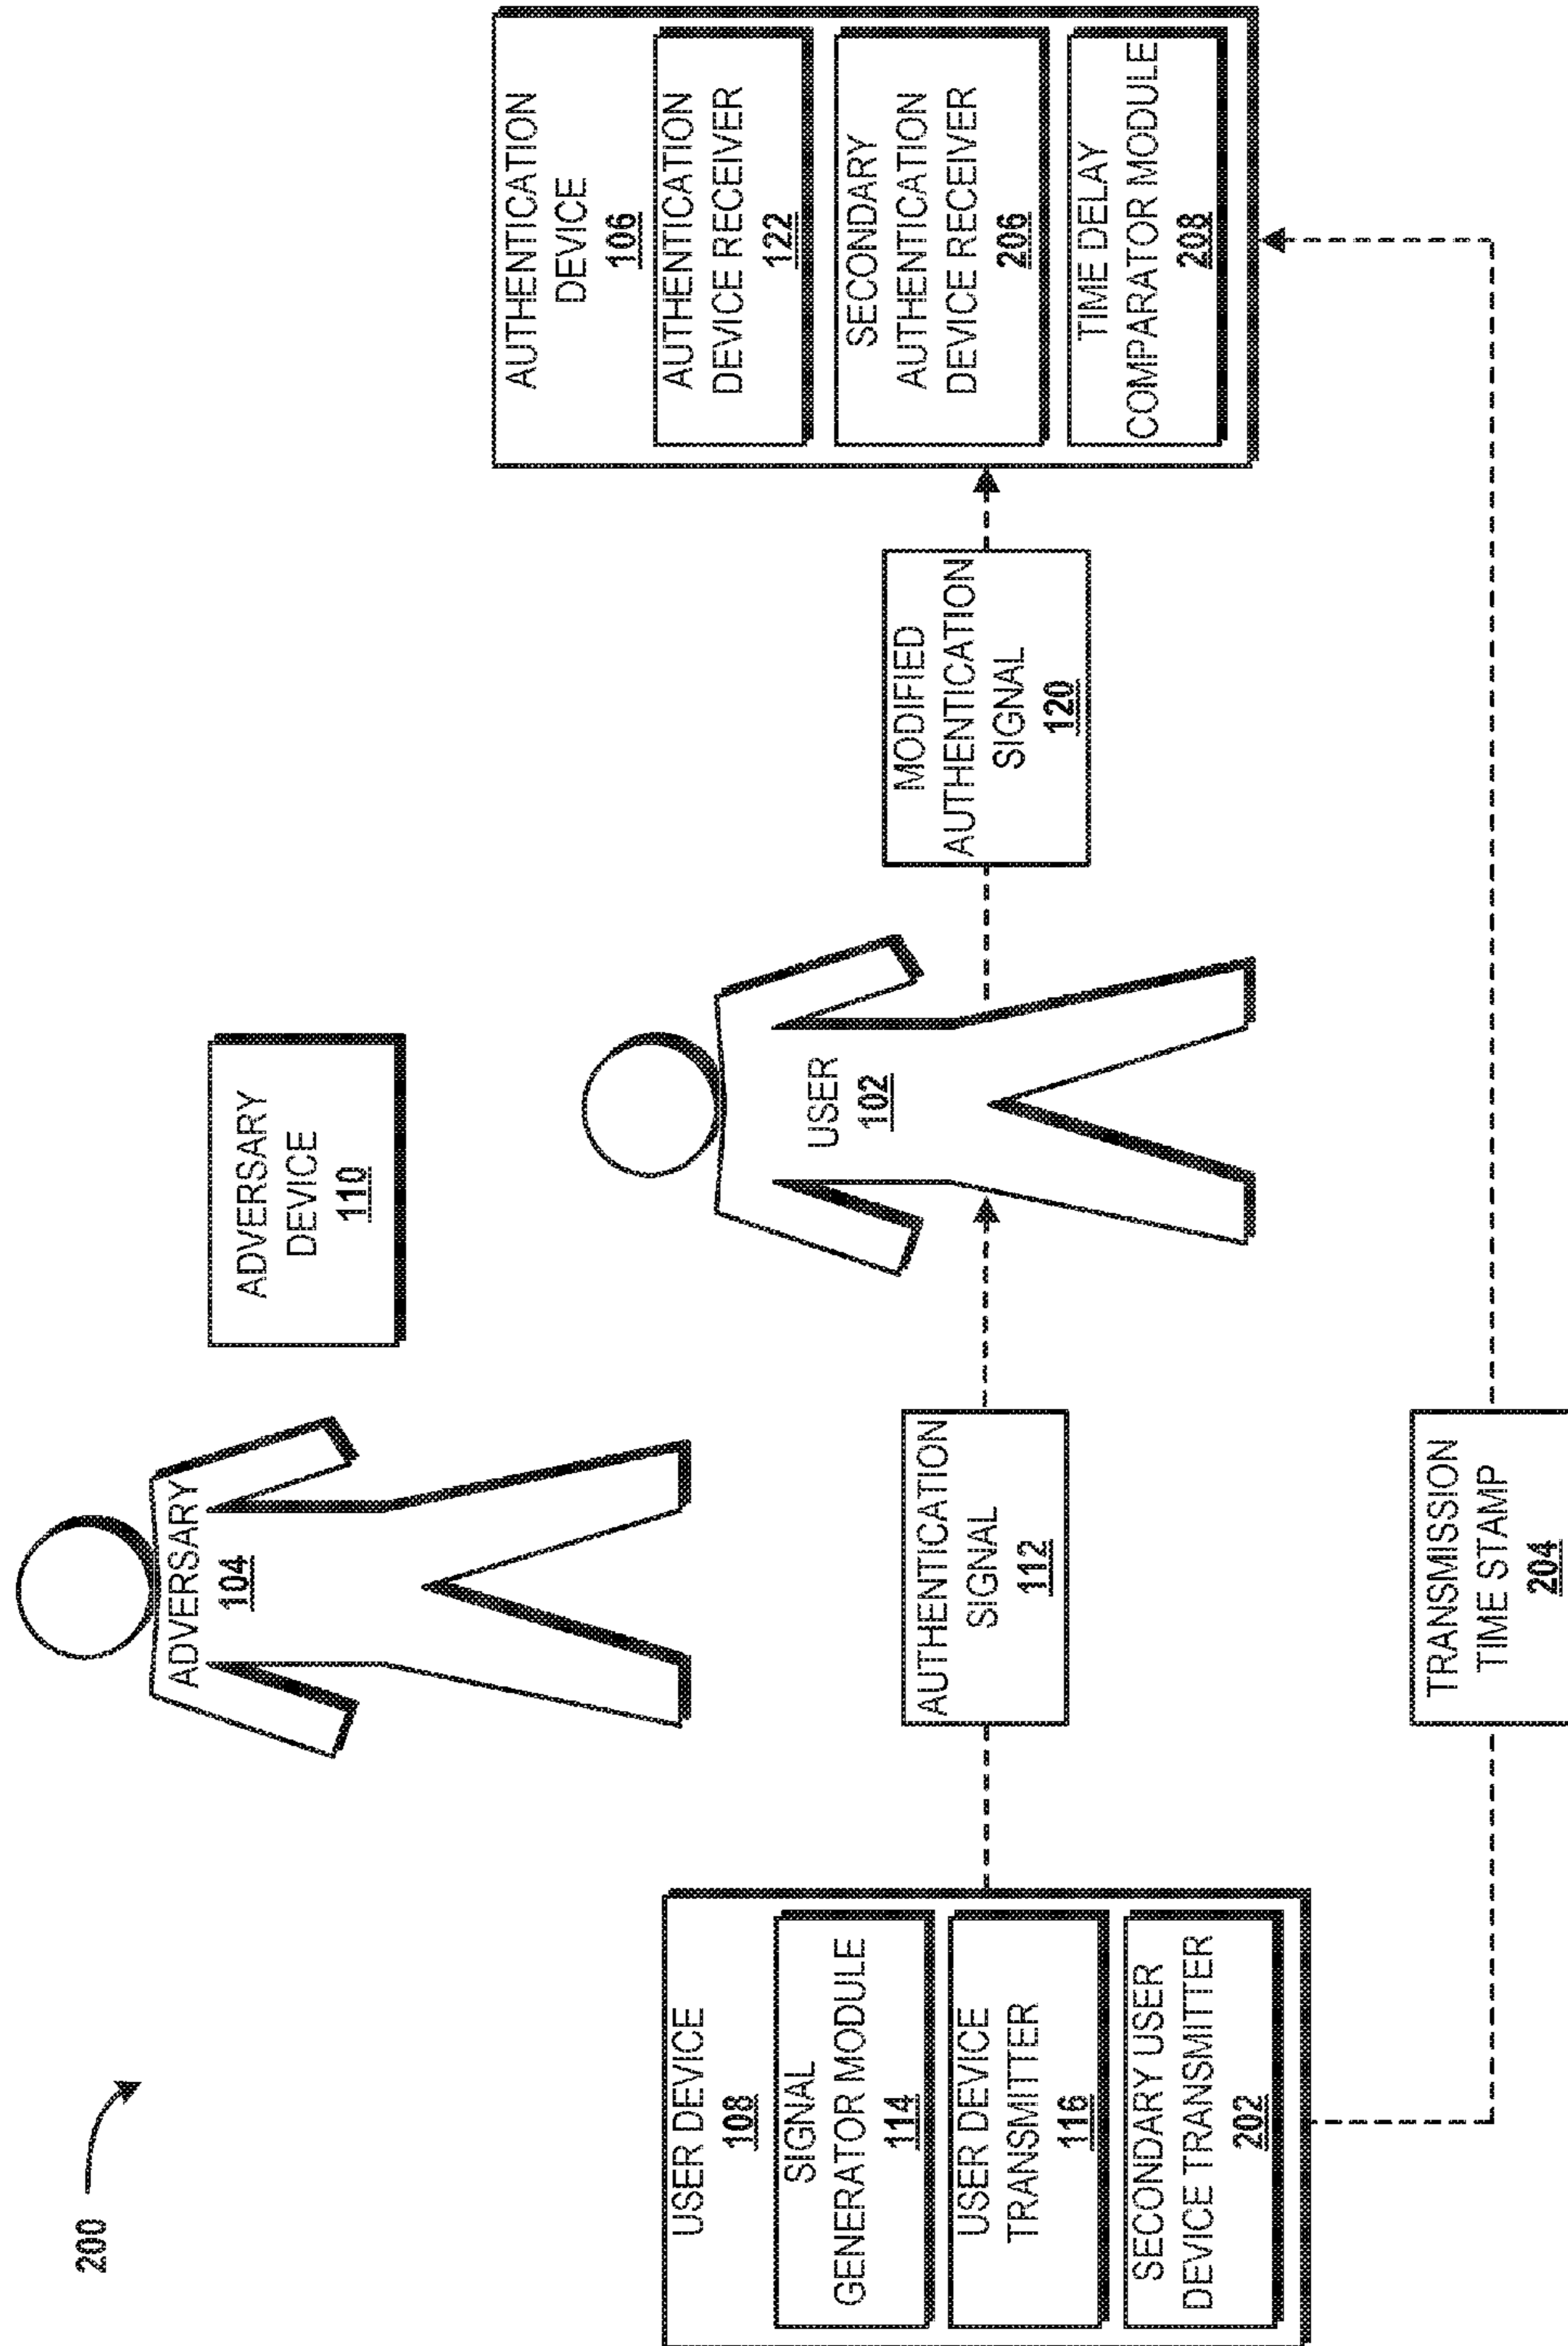 200
ADVERSARY
104
ADVERSARY
DEVICE
110
USER DEVICE
108
SIGNAL
GENERATOR MODULE
114
USER DEVICE
TRANSMITTER
116
SECONDARY USER
DEVICE TRANSMITTER
202
AUTHENTICATION
SIGNAL
112
USER
102
MODIFIED
AUTHENTICATION
SIGNAL
120
AUTHENTICATION
DEVICE
106
AUTHENTICATION
DEVICE RECEIVER
122
SECONDARY
AUTHENTICATION
DEVICE RECEIVER
206
TIME DELAY
COMPARATOR MODULE
208
TRANSMISSION
TIME STAMP
204